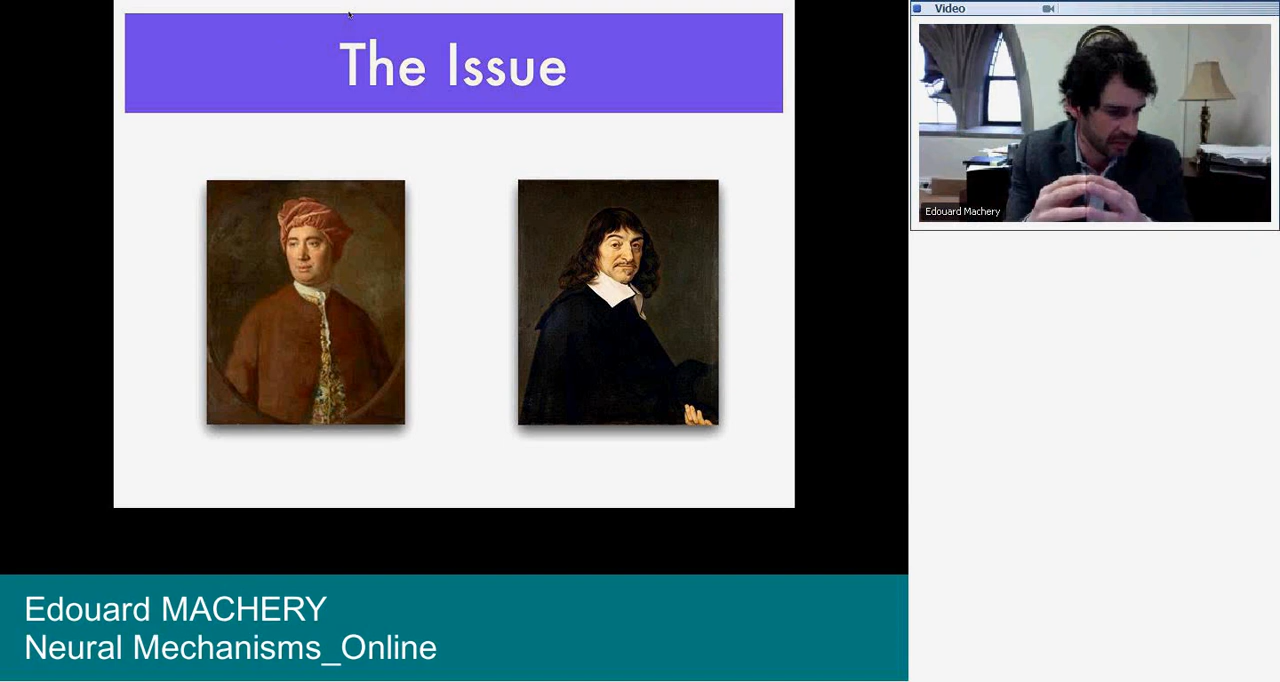 The Issue
Video
Edouard Machery
Edouard MACHERY
Neural Mechanisms_Online